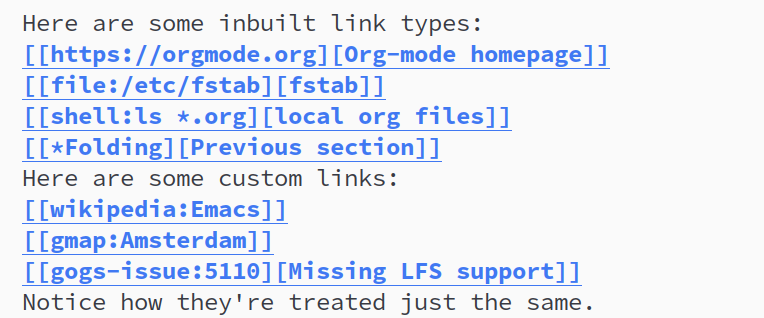 Here are some inbuilt link types:
[[https://orgmode.org][Org-mode homepage]]
[[file:/etc/fstab][fstab]]
[[shell:ls *.org][local org files]]
[[*Folding][Previous section]]
Here are some custom links:
[[wikipedia:Emacs]]
[[gmap:Amsterdam]]
[[gogs-issue:5110][Missing LFS support]]
Notice how they're treated just the same.